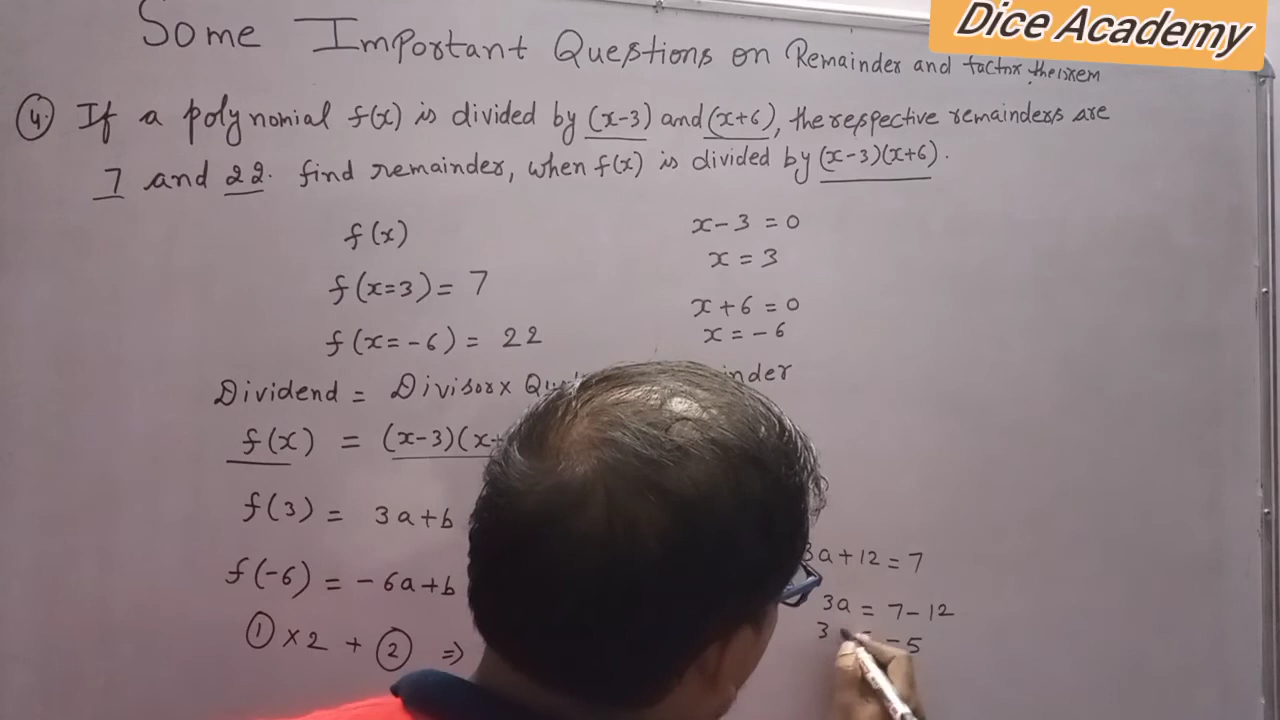 Dice Academy
Some Important Questions on Remainder and factor theorem
4. If a polynomial f(x) is divided by (x-3) and (x+6), the respective remainders are
7 and 22. find remainder, when f(x) is divided by (x-3)(x+6).
f(x)
x-3 = 0
x = 3
f(x=3) = 7
x+6 = 0
x = -6
f(x=-6) = 22
Dividend = Divisor x
f(x) = (x-3)(x+
f(3) = 3a+b
3a+12 = 7
f(-6) = -6a+b
3a = 7-12
① x2 + ② ⇒
3 = -5